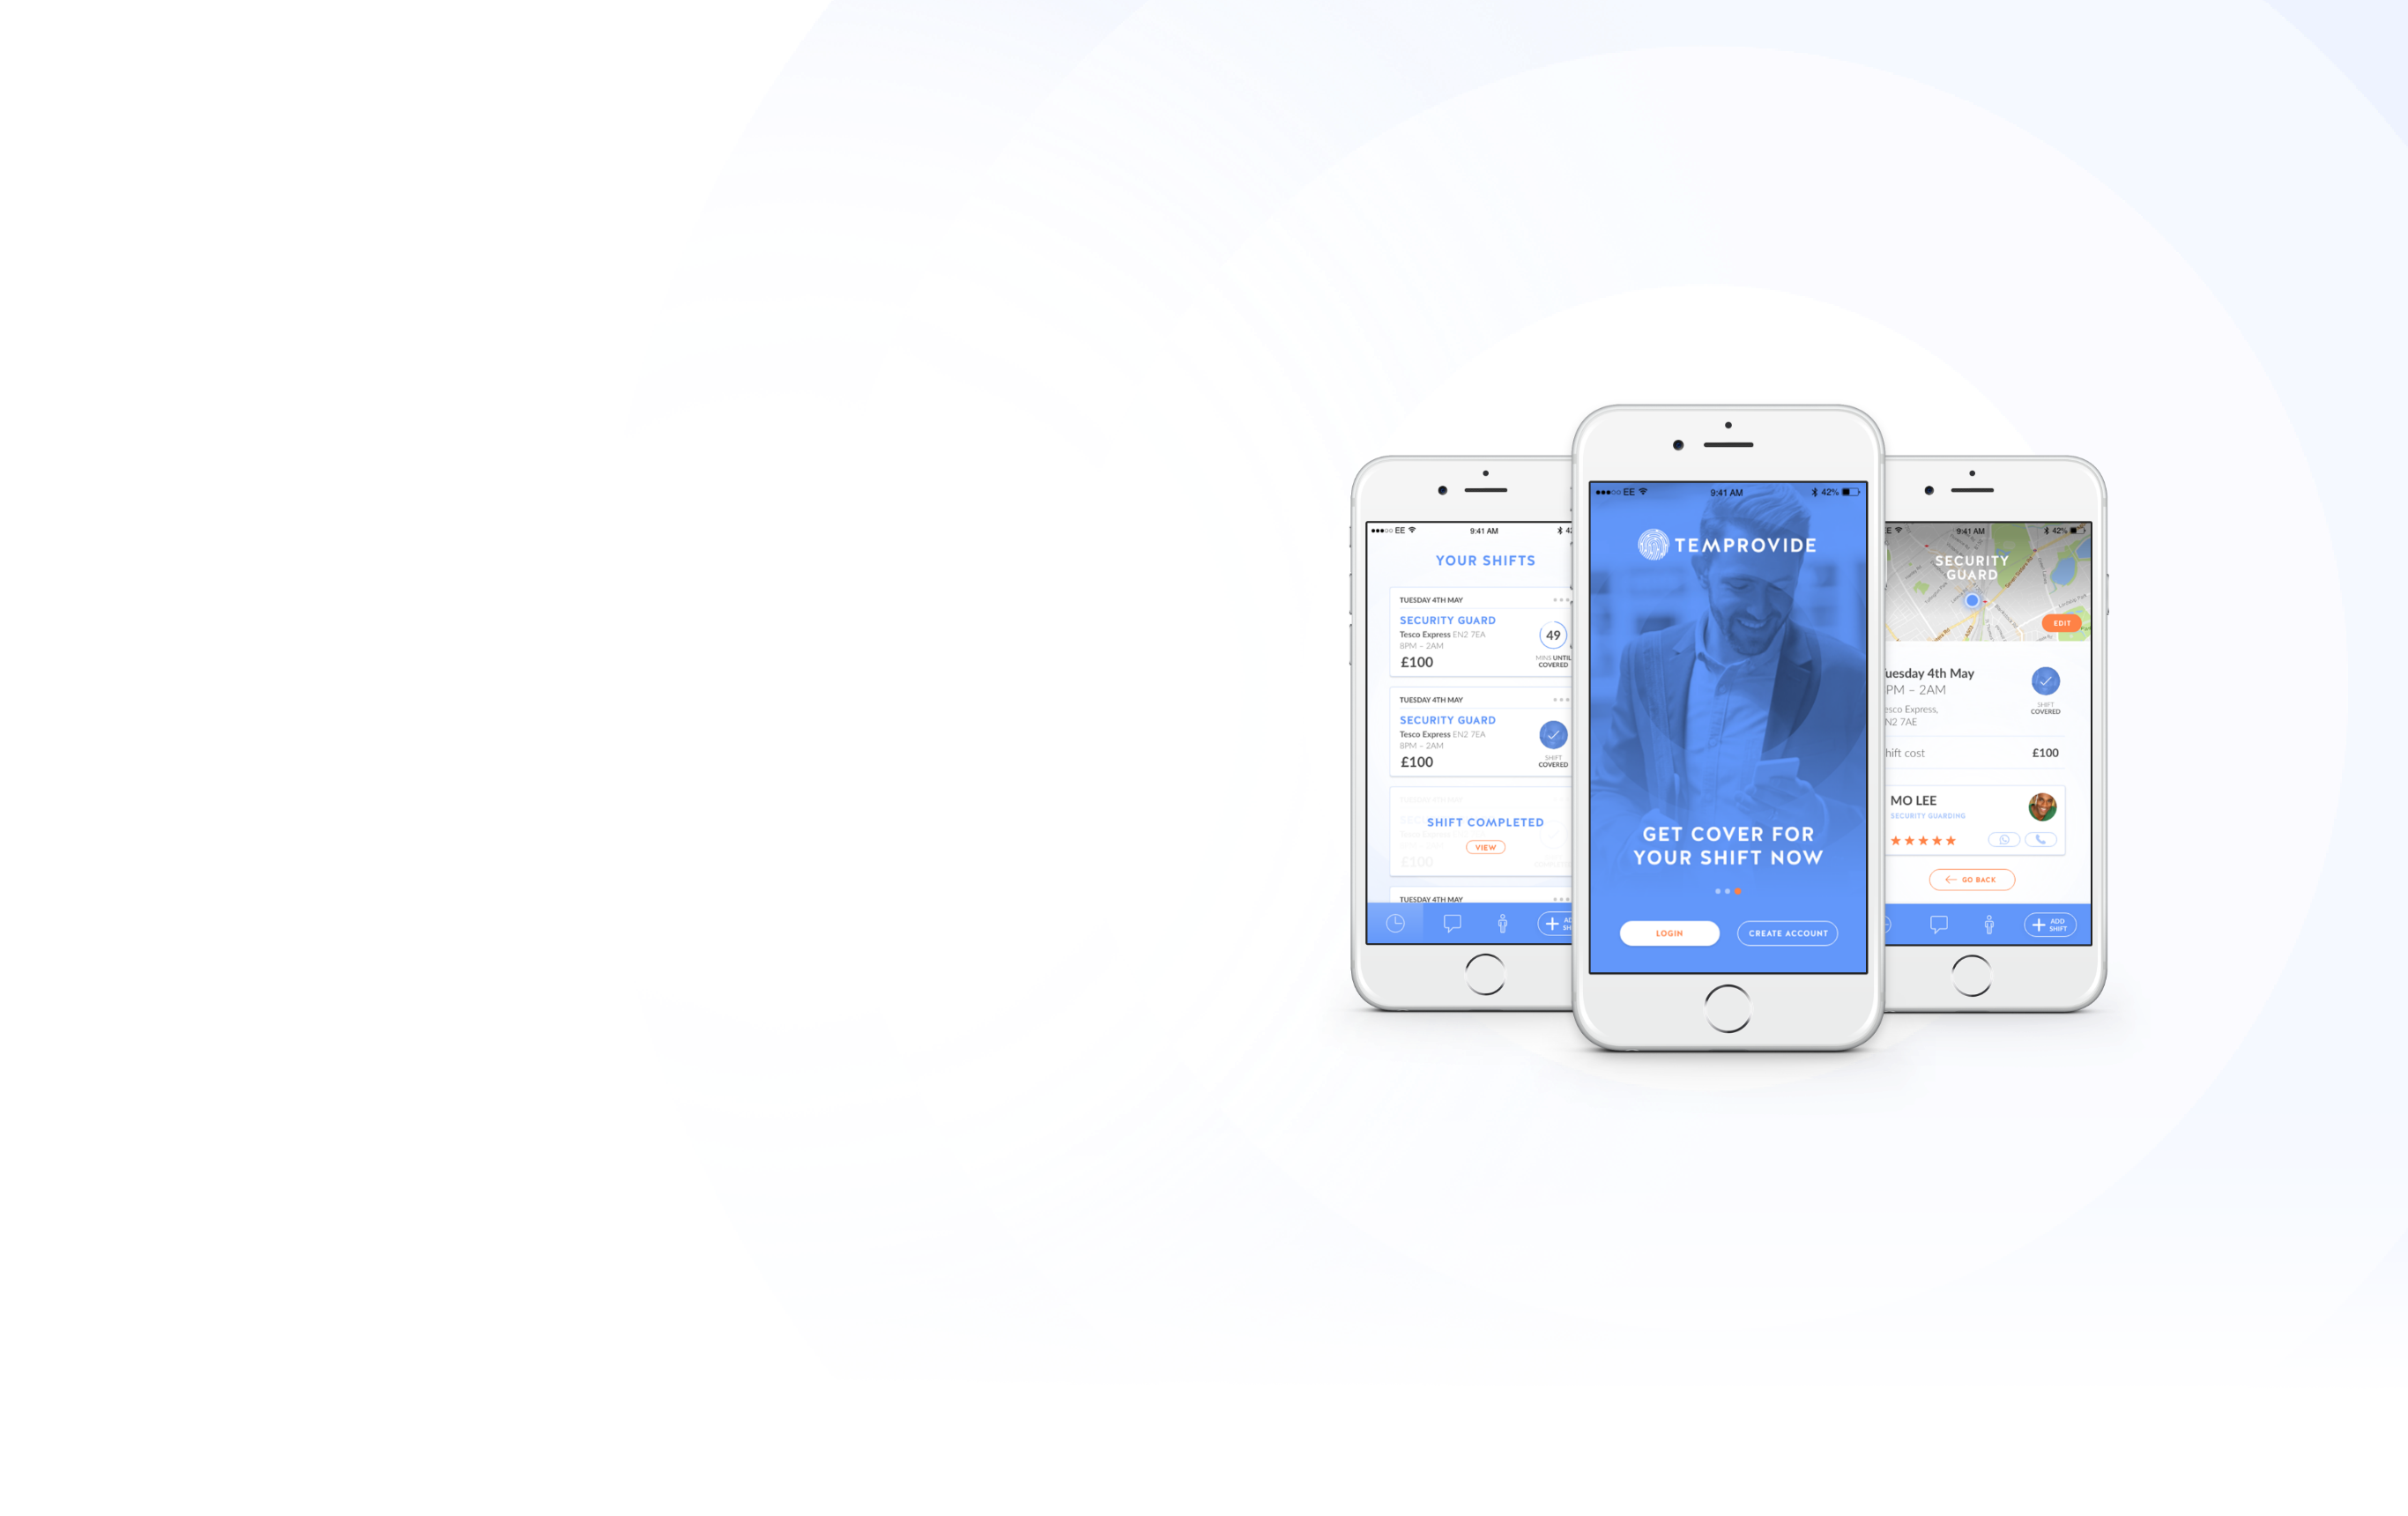 EE 9:41 AM
YOUR SHIFTS
TUESDAY 4TH MAY
SECURITY GUARD
Tesco Express EN2 7EA
8PM – 2AM
£100
49
MINS UNTIL
COVERED
TUESDAY 4TH MAY
SECURITY GUARD
Tesco Express EN2 7EA
8PM – 2AM
£100
SHIFT
COVERED
SHIFT COMPLETED
VIEW
£100
TUESDAY 4TH MAY
EE 9:41 AM 42%
TEMPROVIDE
GET COVER FOR
YOUR SHIFT NOW
LOGIN CREATE ACCOUNT
9:41 AM 42%
SECURITY
GUARD
EDIT
uesday 4th May
PM – 2AM
esco Express,
N2 7AE
SHIFT
COVERED
hift cost £100
MO LEE
SECURITY GUARDING
GO BACK
ADD
SHIFT